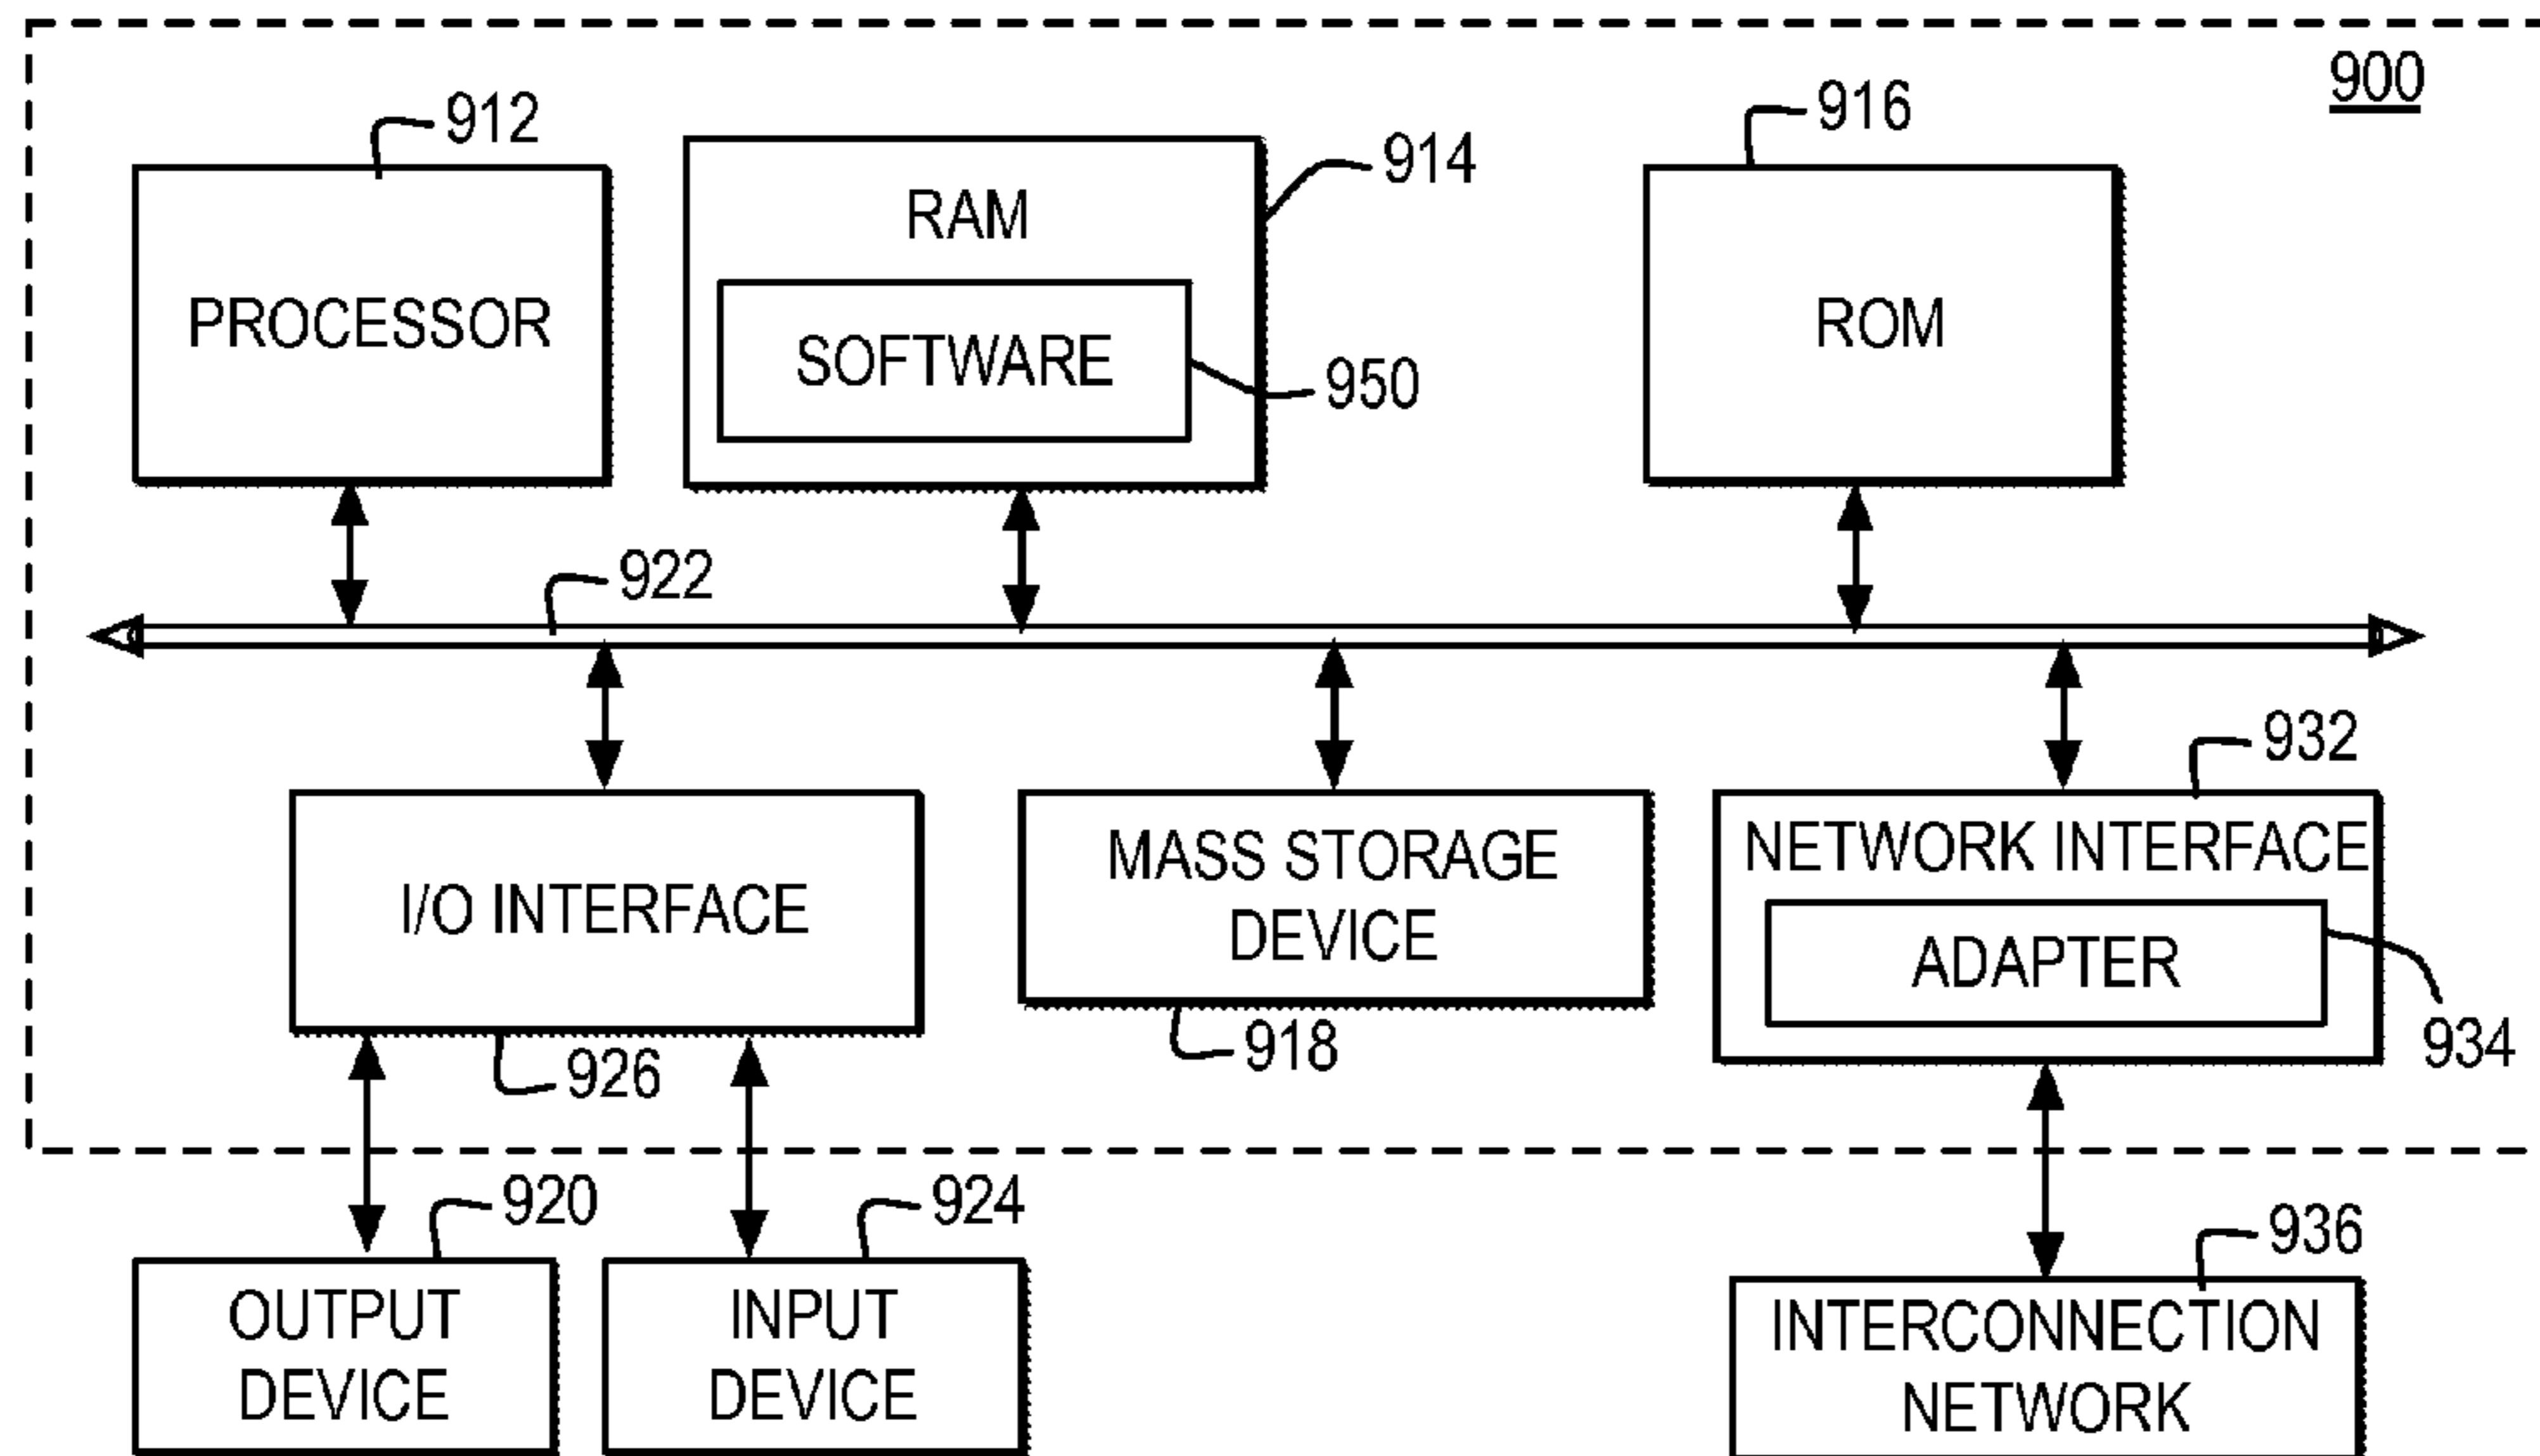 900
912
914
916
PROCESSOR
RAM
SOFTWARE
950
ROM
922
932
I/O INTERFACE
MASS STORAGE
DEVICE
NETWORK INTERFACE
ADAPTER
926
918
934
920
924
936
OUTPUT
DEVICE
INPUT
DEVICE
INTERCONNECTION
NETWORK